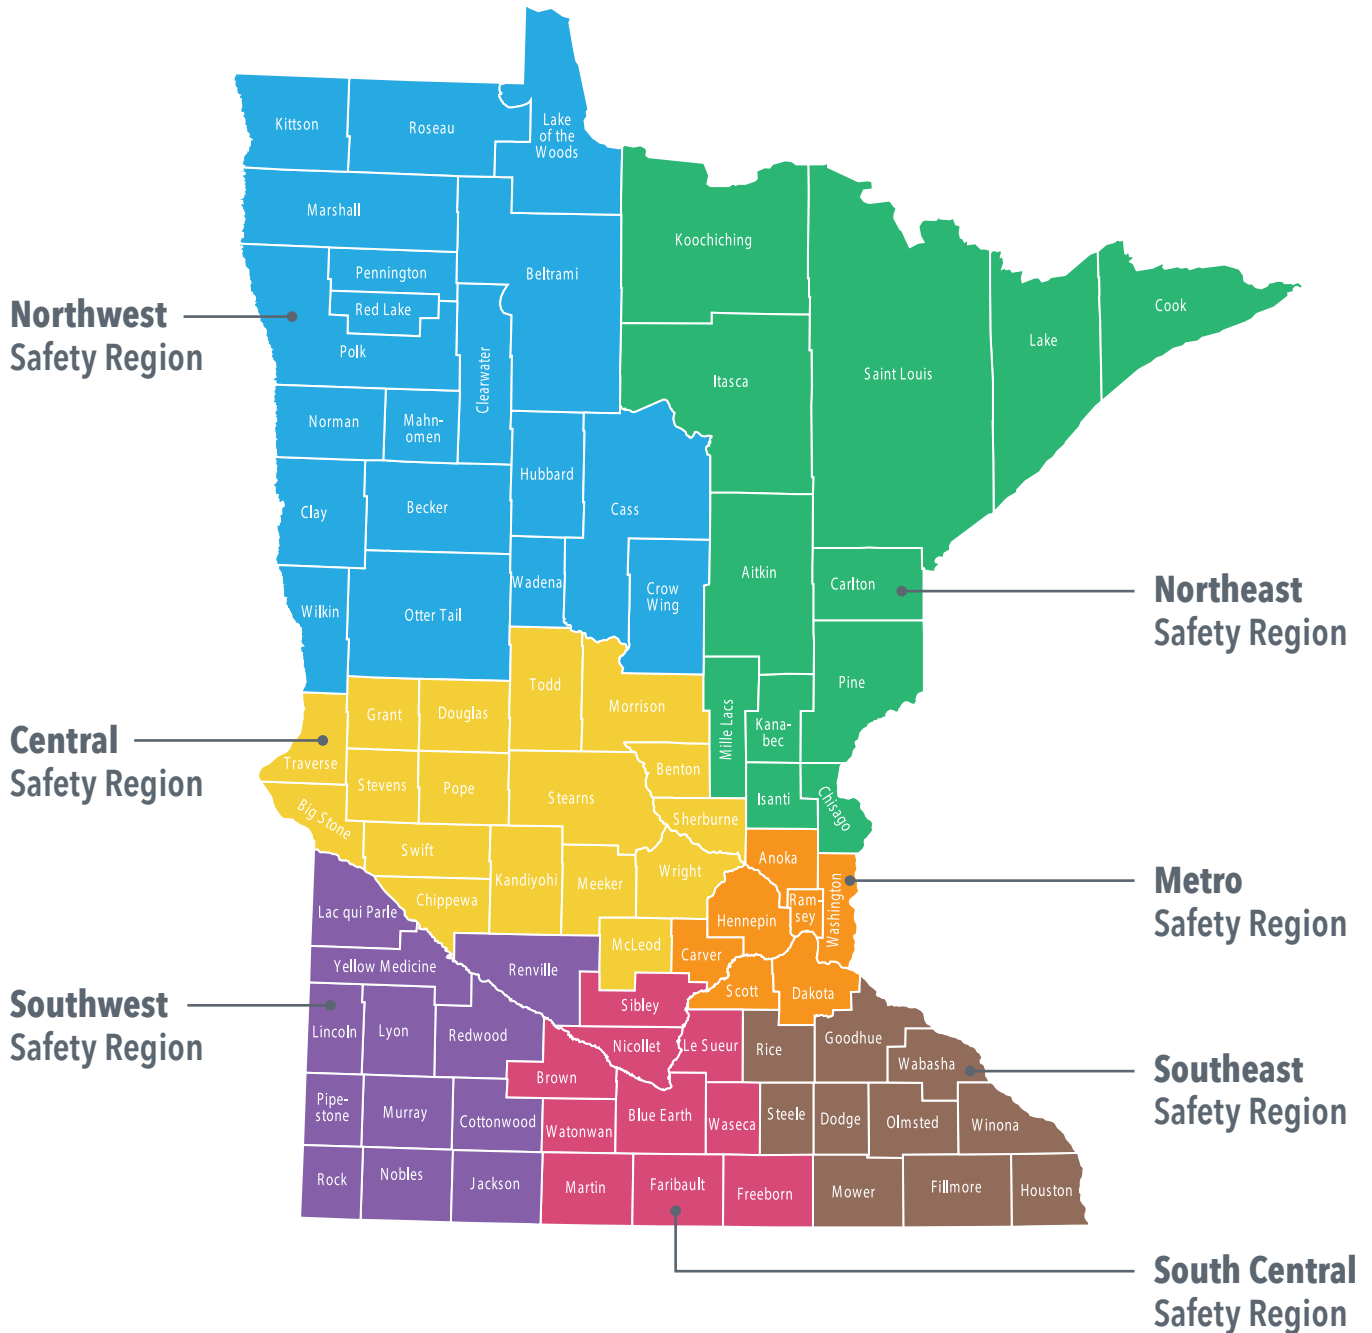 Kittson
Roseau
Lake
of the
Woods
Marshall
Koochiching
Pennington
Beltrami
Red Lake
Cook
Northwest
Safety Region
Polk
Lake
Saint Louis
Clearwater
Itasca
Norman
Mahn-
omen
Hubbard
Clay
Becker
Cass
Aitkin
Carlton
Northeast
Safety Region
Wadena
Crow
Wing
Wilkin
Otter Tail
Todd
Pine
Morrison
Grant
Douglas
Mille Lacs
Kana-
bec
Central
Safety Region
Traverse
Benton
Stevens
Pope
Stearns
Isanti
Chisago
Big Stone
Sherburne
Swift
Anoka
Wright
Kandiyohi
Meeker
Metro
Safety Region
Chippewa
Ram-
sey
Washington
Lac qui Parle
Hennepin
McLeod
Carver
Yellow Medicine
Renville
Scott
Dakota
Sibley
Southwest
Safety Region
Lincoln
Lyon
Redwood
Nicollet
Le Sueur
Rice
Goodhue
Wabasha
Southeast
Safety Region
Brown
Pipe-
stone
Murray
Cottonwood
Watonwan
Blue Earth
Waseca
Steele
Dodge
Olmsted
Winona
Rock
Nobles
Jackson
Martin
Faribault
Freeborn
Mower
Fillmore
Houston
South Central
Safety Region